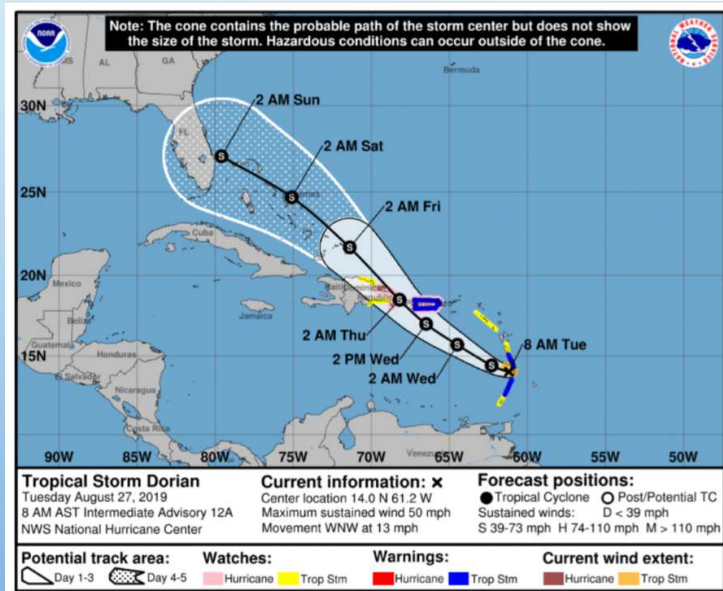 Note: The cone contains the probable path of the storm center but does not show
the size of the storm. Hazardous conditions can occur outside of the cone.
NOAA
NATIONAL WEATHER SERVICE
MS
AL
GA
Bermuda
30N
2 AM Sun
FL
2 AM Sat
25N
2 AM Fri
Cuba
20N
Mexico
Haiti
Dominican
Republic
Jamaica
Belize
2 AM Thu
8 AM Tue
Guatemala
Honduras
2 PM Wed
15N
El Salvador
2 AM Wed
Nicaragua
Costa Rica
S
S
S
S
S
S
S
90W 85W 80W 75W 70W 65W 60W 55W 50W
Tropical Storm Dorian
Tuesday August 27, 2019
8 AM AST Intermediate Advisory 12A
NWS National Hurricane Center
Current information: x
Center location 14.0 N 61.2 W
Maximum sustained wind 50 mph
Movement WNW at 13 mph
Forecast positions:
Tropical Cyclone Post/Potential TC
Sustained winds: D < 39 mph
S 39-73 mph H 74-110 mph M > 110 mph
Potential track area:
Day 1-3 Day 4-5
Watches:
Hurricane Trop Stm
Warnings:
Hurricane Trop Stm
Current wind extent:
Hurricane Trop Stm